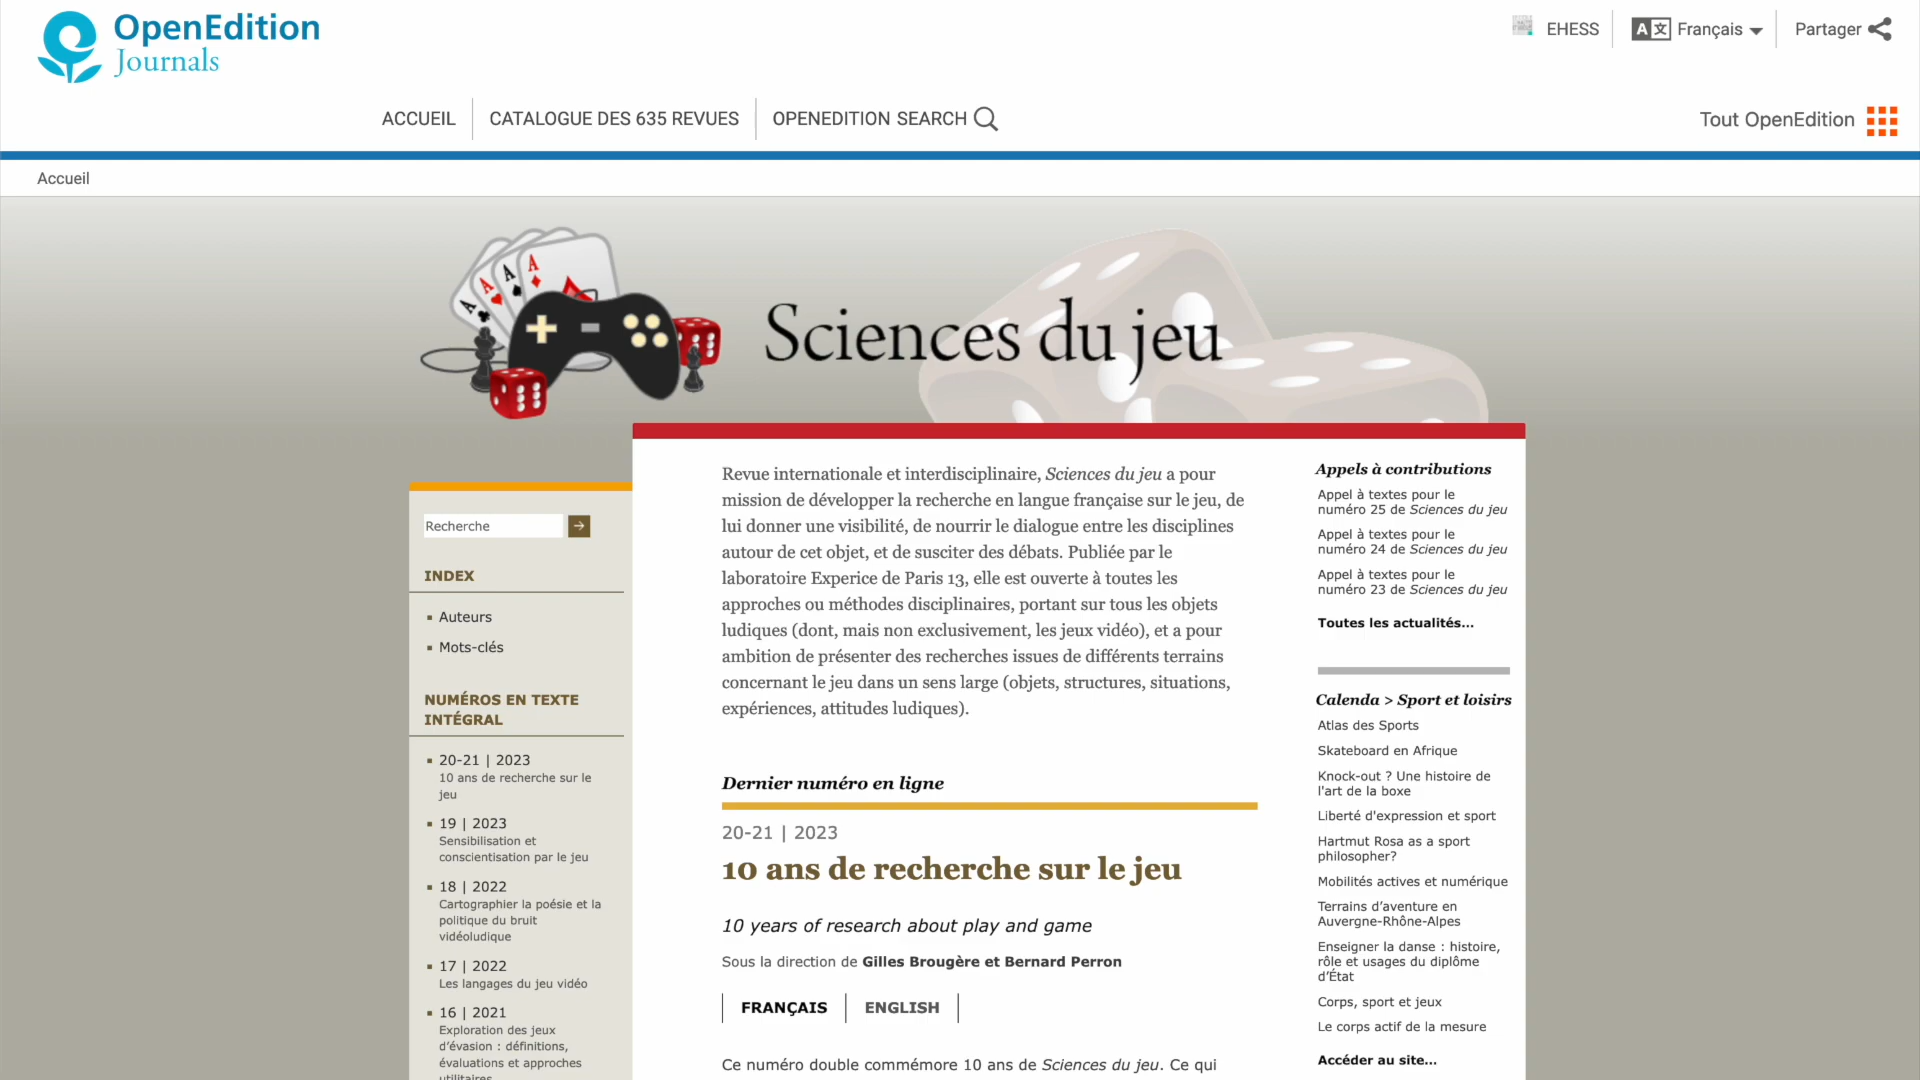 OpenEdition
Journals
EHESS
Français
Partager
ACCUEIL
CATALOGUE DES 635 REVUES
OPENEDITION SEARCH
Tout OpenEdition
Accueil
Sciences du jeu
Recherche
INDEX
Auteurs
Mots-clés
NUMÉROS EN TEXTE
INTÉGRAL
20-21 | 2023
10 ans de recherche sur le
jeu
19 | 2023
Sensibilisation et
conscientisation par le jeu
18 | 2022
Cartographier la poésie et la
politique du bruit
vidéoludique
17 | 2022
Les langages du jeu vidéo
16 | 2021
Exploration des jeux
d’évasion : définitions,
évaluations et approches
utilitaires
Revue internationale et interdisciplinaire, Sciences du jeu a pour
mission de développer la recherche en langue française sur le jeu, de
lui donner une visibilité, de nourrir le dialogue entre les disciplines
autour de cet objet, et de susciter des débats. Publiée par le
laboratoire Experice de Paris 13, elle est ouverte à toutes les
approches ou méthodes disciplinaires, portant sur tous les objets
ludiques (dont, mais non exclusivement, les jeux vidéo), et a pour
ambition de présenter des recherches issues de différents terrains
concernant le jeu dans un sens large (objets, structures, situations,
expériences, attitudes ludiques).
Dernier numéro en ligne
20-21 | 2023
10 ans de recherche sur le jeu
10 years of research about play and game
Sous la direction de Gilles Brougère et Bernard Perron
FRANÇAIS
ENGLISH
Ce numéro double commémore 10 ans de Sciences du jeu. Ce qui
Appels à contributions
Appel à textes pour le
numéro 25 de Sciences du jeu
Appel à textes pour le
numéro 24 de Sciences du jeu
Appel à textes pour le
numéro 23 de Sciences du jeu
Toutes les actualités...
Calenda > Sport et loisirs
Atlas des Sports
Skateboard en Afrique
Knock-out ? Une histoire de
l'art de la boxe
Liberté d'expression et sport
Hartmut Rosa as a sport
philosopher?
Mobilités actives et numérique
Terrains d’aventure en
Auvergne-Rhône-Alpes
Enseigner la danse : histoire,
rôle et usages du diplôme
d’État
Corps, sport et jeux
Le corps actif de la mesure
Accéder au site...